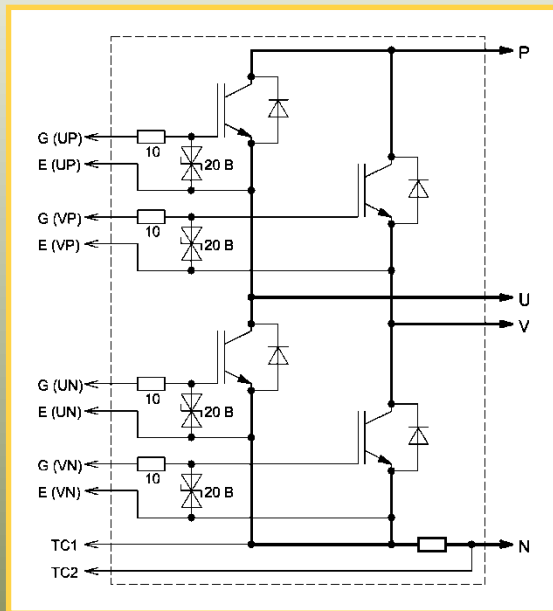 P
G (UP)
10
E (UP)
20 В
G (VP)
10
E (VP)
20 В
U
V
G (UN)
10
E (UN)
20 В
G (VN)
10
E (VN)
20 В
TC1
N
TC2